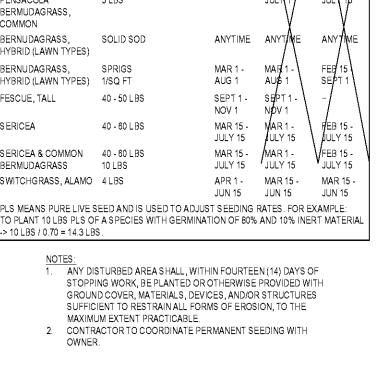 PENSACOLA 5 LBS JULY 1 JULY 15
BERMUDAGRASS,
COMMON
BERMUDAGRASS, SOLID SOD ANYTIME ANYTIME ANYTIME
HYBRID (LAWN TYPES)
BERMUDAGRASS, SPRIGS MAR 1 - MAR 1 - FEB 15 -
HYBRID (LAWN TYPES) 1/SQ FT AUG 1 AUG 1 SEPT 1
FESCUE, TALL 40 - 50 LBS SEPT 1 - SEPT 1 - --
NOV 1 NOV 1
SERICEA 40 - 60 LBS MAR 15 - MAR 1 - FEB 15 -
JULY 15 JULY 15 JULY 15
SERICEA & COMMON 40 - 60 LBS MAR 15 - MAR 1 - FEB 15 -
BERMUDAGRASS 10 LBS JULY 15 JULY 15 JULY 15
SWITCHGRASS, ALAMO 4 LBS APR 1 - MAR 15 - MAR 15 -
JUN 15 JUN 15 JUN 15
PLS MEANS PURE LIVE SEED AND IS USED TO ADJUST SEEDING RATES. FOR EXAMPLE:
TO PLANT 10 LBS PLS OF A SPECIES WITH GERMINATION OF 80% AND 10% INERT MATERIAL
-> 10 LBS / 0.70 = 14.3 LBS.
NOTES:
1. ANY DISTURBED AREA SHALL, WITHIN FOURTEEN (14) DAYS OF
STOPPING WORK, BE PLANTED OR OTHERWISE PROVIDED WITH
GROUND COVER, MATERIALS, DEVICES, AND/OR STRUCTURES
SUFFICIENT TO RESTRAIN ALL FORMS OF EROSION, TO THE
MAXIMUM EXTENT PRACTICABLE.
2. CONTRACTOR TO COORDINATE PERMANENT SEEDING WITH
OWNER.